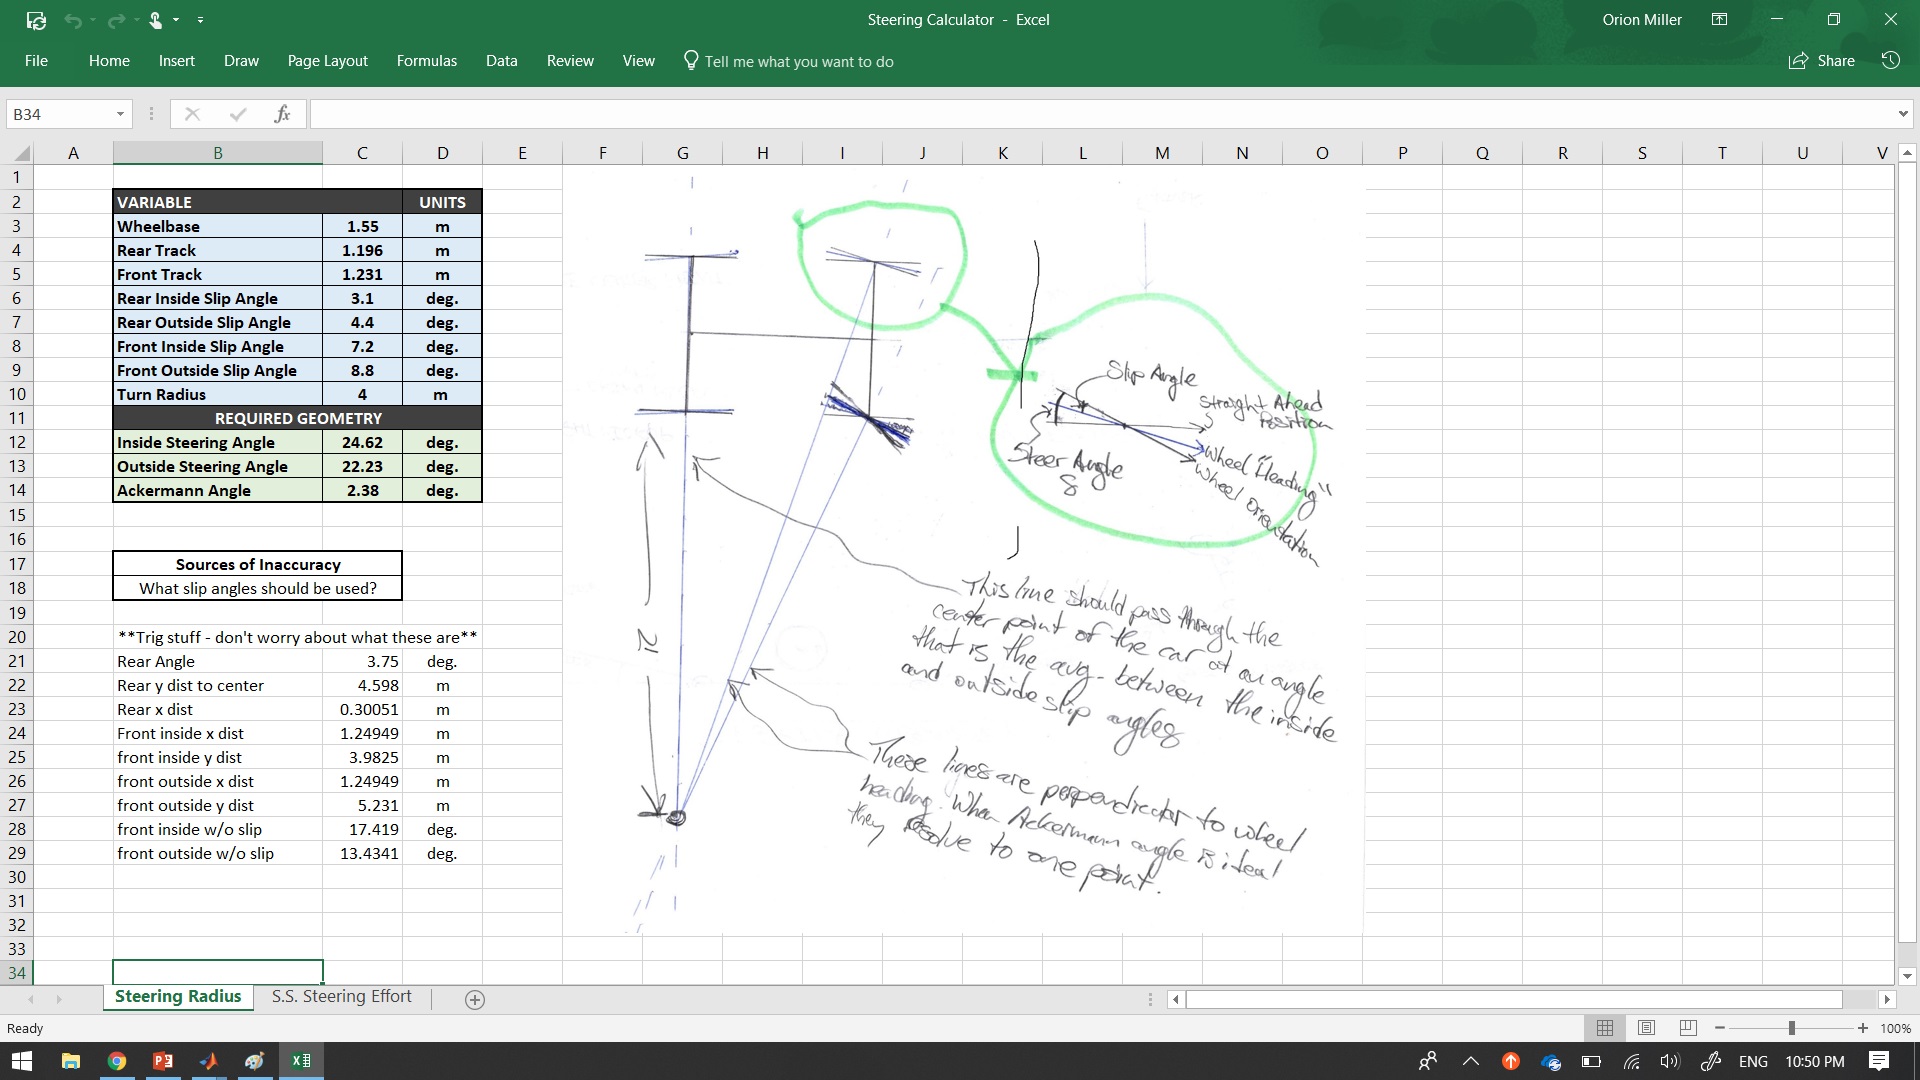 Steering Calculator - Excel
Orion Miller
File Home Insert Draw Page Layout Formulas Data Review View Tell me what you want to do
Share
B34
fx
A B C D E F G H I J K L M N O P Q R S T U V
1
2 VARIABLE UNITS
3 Wheelbase 1.55 m
4 Rear Track 1.196 m
5 Front Track 1.231 m
6 Rear Inside Slip Angle 3.1 deg.
7 Rear Outside Slip Angle 4.4 deg.
8 Front Inside Slip Angle 7.2 deg.
9 Front Outside Slip Angle 8.8 deg.
10 Turn Radius 4 m
11 REQUIRED GEOMETRY
12 Inside Steering Angle 24.62 deg.
13 Outside Steering Angle 22.23 deg.
14 Ackermann Angle 2.38 deg.
15
16
17 Sources of Inaccuracy
18 What slip angles should be used?
19
20 **Trig stuff - don't worry about what these are**
21 Rear Angle 3.75 deg.
22 Rear y dist to center 4.598 m
23 Rear x dist 0.30051 m
24 Front inside x dist 1.24949 m
25 front inside y dist 3.9825 m
26 front outside x dist 1.24949 m
27 front outside y dist 5.231 m
28 front inside w/o slip 17.419 deg.
29 front outside w/o slip 13.4341 deg.
30
31
32
33
34
Slip Angle
Straight Ahead
Position
Wheel "Heading"
Wheel Orientation
Steer Angle
δ
This line should pass through the
center point of the car at an angle
that is the avg. between the inside
and outside slip angles
These lines are perpendicular to wheel
heading. When Ackermann angle is ideal
they resolve to one point.
Steering Radius S.S. Steering Effort
Ready
100%
ENG 10:50 PM